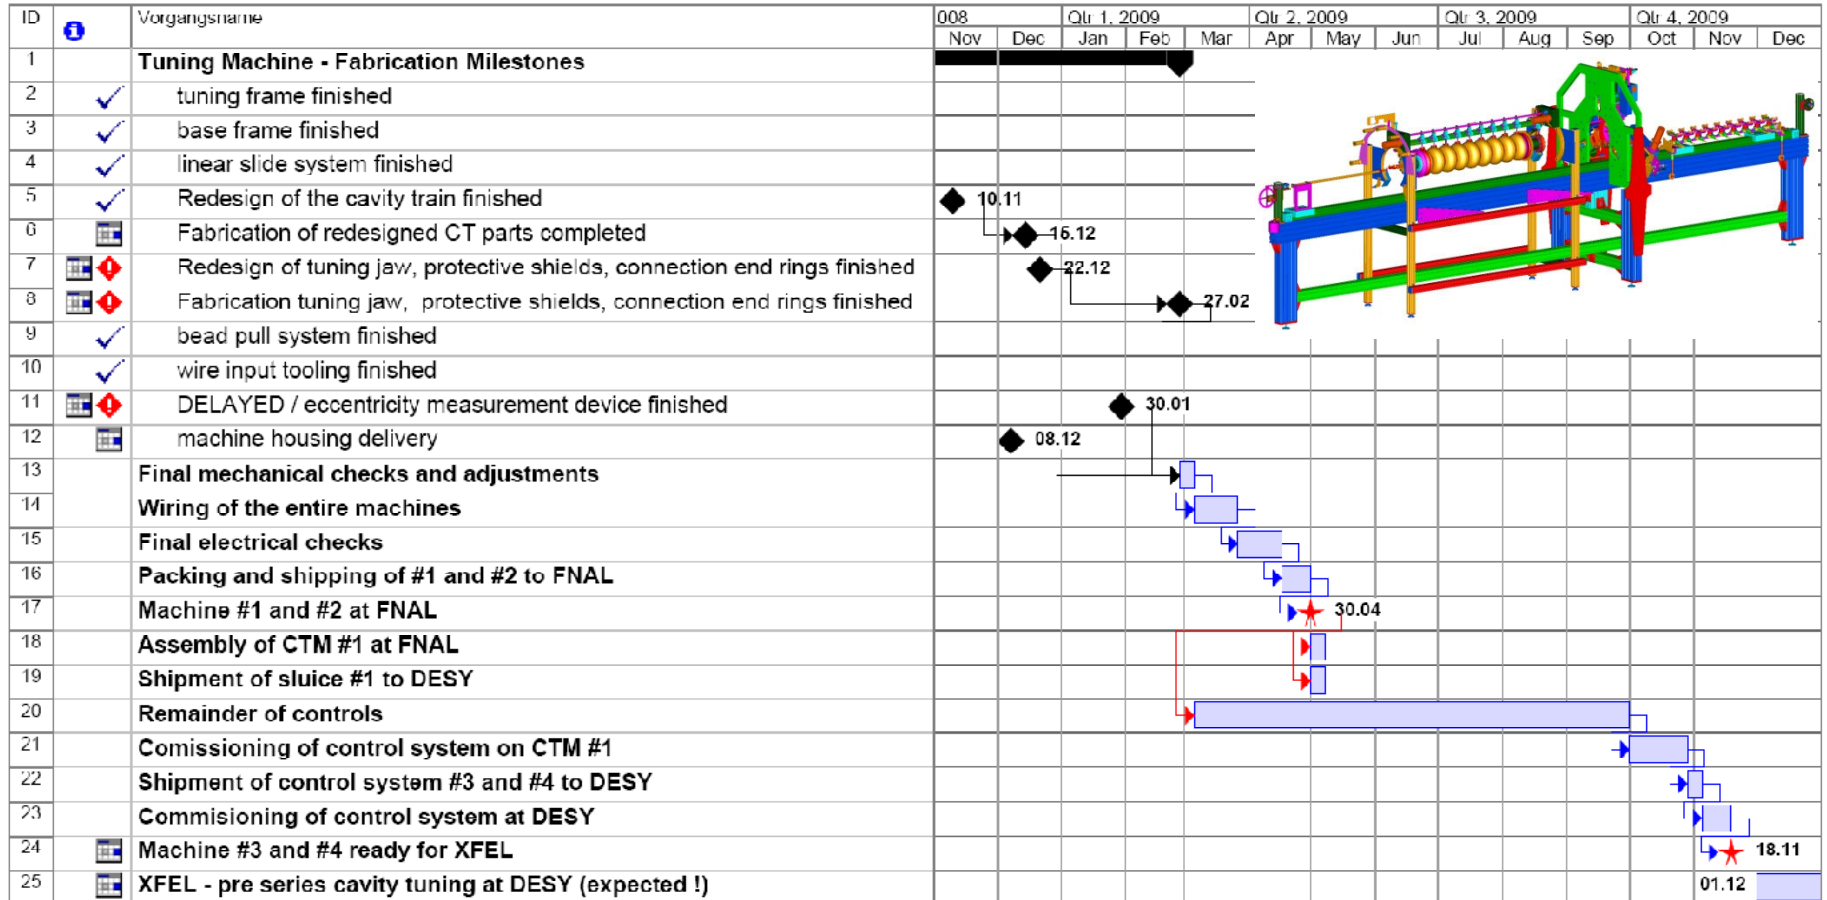 ID Vorgangsname 008 Qtr 1, 2009 Qtr 2, 2009 Qtr 3, 2009 Qtr 4, 2009
Nov Dec Jan Feb Mar Apr May Jun Jul Aug Sep Oct Nov Dec
1 Tuning Machine - Fabrication Milestones
2 tuning frame finished
3 base frame finished
4 linear slide system finished
5 Redesign of the cavity train finished 10.11
6 Fabrication of redesigned CT parts completed 15.12
7 Redesign of tuning jaw, protective shields, connection end rings finished 22.12
8 Fabrication tuning jaw, protective shields, connection end rings finished 27.02
9 bead pull system finished
10 wire input tooling finished
11 DELAYED / eccentricity measurement device finished 30.01
12 machine housing delivery 08.12
13 Final mechanical checks and adjustments
14 Wiring of the entire machines
15 Final electrical checks
16 Packing and shipping of #1 and #2 to FNAL
17 Machine #1 and #2 at FNAL 30.04
18 Assembly of CTM #1 at FNAL
19 Shipment of sluice #1 to DESY
20 Remainder of controls
21 Comissioning of control system on CTM #1
22 Shipment of control system #3 and #4 to DESY
23 Commisioning of control system at DESY
24 Machine #3 and #4 ready for XFEL 18.11
25 XFEL - pre series cavity tuning at DESY (expected !) 01.12